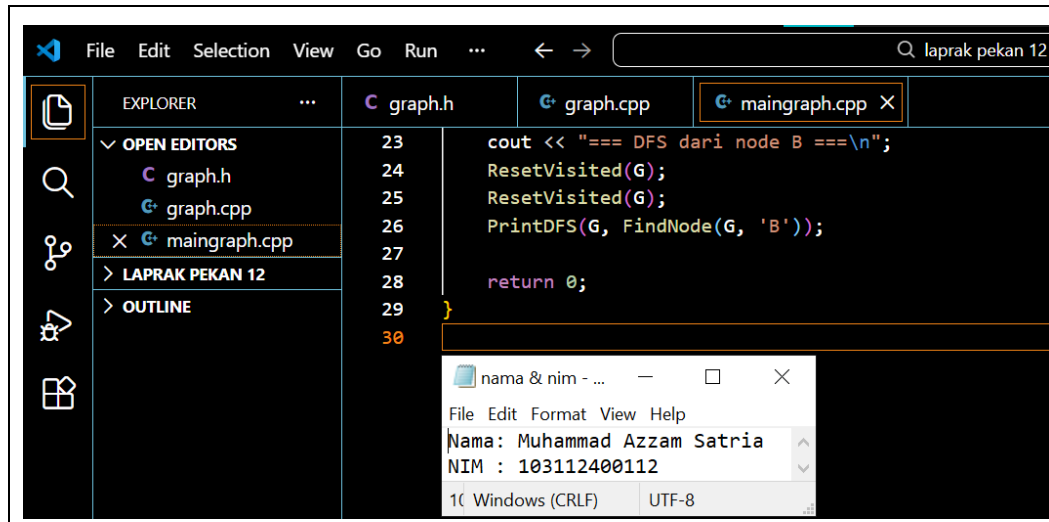 File Edit Selection View Go Run ··· ← → laprak pekan 12
EXPLORER ···
OPEN EDITORS
graph.h
graph.cpp
maingraph.cpp
LAPRAK PEKAN 12
OUTLINE
C graph.h graph.cpp maingraph.cpp
23 cout << "=== DFS dari node B ===\n";
24 ResetVisited(G);
25 ResetVisited(G);
26 PrintDFS(G, FindNode(G, 'B'));
27
28 return 0;
29 }
30
nama & nim - ...
File Edit Format View Help
Nama: Muhammad Azzam Satria
NIM : 103112400112
Windows (CRLF) UTF-8